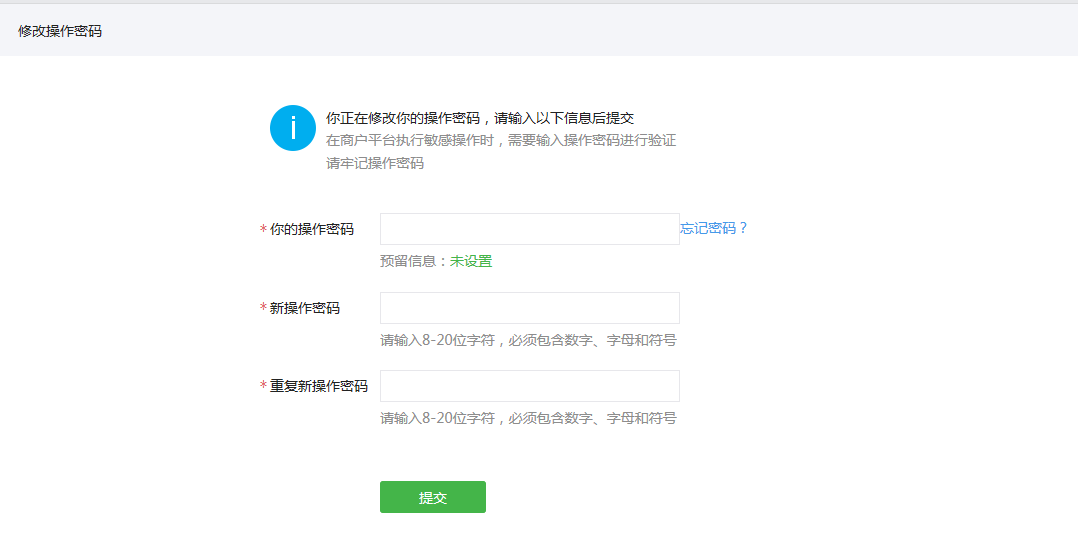 修改操作密码
i
你正在修改你的操作密码，请输入以下信息后提交
在商户平台执行敏感操作时，需要输入操作密码进行验证
请牢记操作密码
*你的操作密码 忘记密码？
预留信息：未设置
*新操作密码
请输入8-20位字符，必须包含数字、字母和符号
*重复新操作密码
请输入8-20位字符，必须包含数字、字母和符号
提交